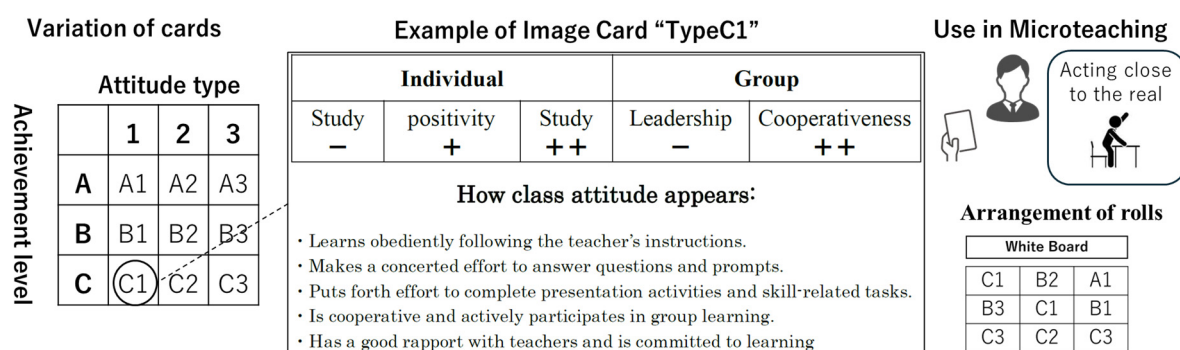 Variation of cards
Attitude type
Achievement level
1 2 3
A A1 A2 A3
B B1 B2 B3
C C1 C2 C3
Example of Image Card “TypeC1”
Individual Group
Study positivity Study Leadership Cooperativeness
− + ++ − ++
How class attitude appears:
・Learns obediently following the teacher’s instructions.
・Makes a concerted effort to answer questions and prompts.
・Puts forth effort to complete presentation activities and skill-related tasks.
・Is cooperative and actively participates in group learning.
・Has a good rapport with teachers and is committed to learning
Use in Microteaching
Acting close
to the real
Arrangement of rolls
White Board
C1 B2 A1
B3 C1 B1
C3 C2 C3